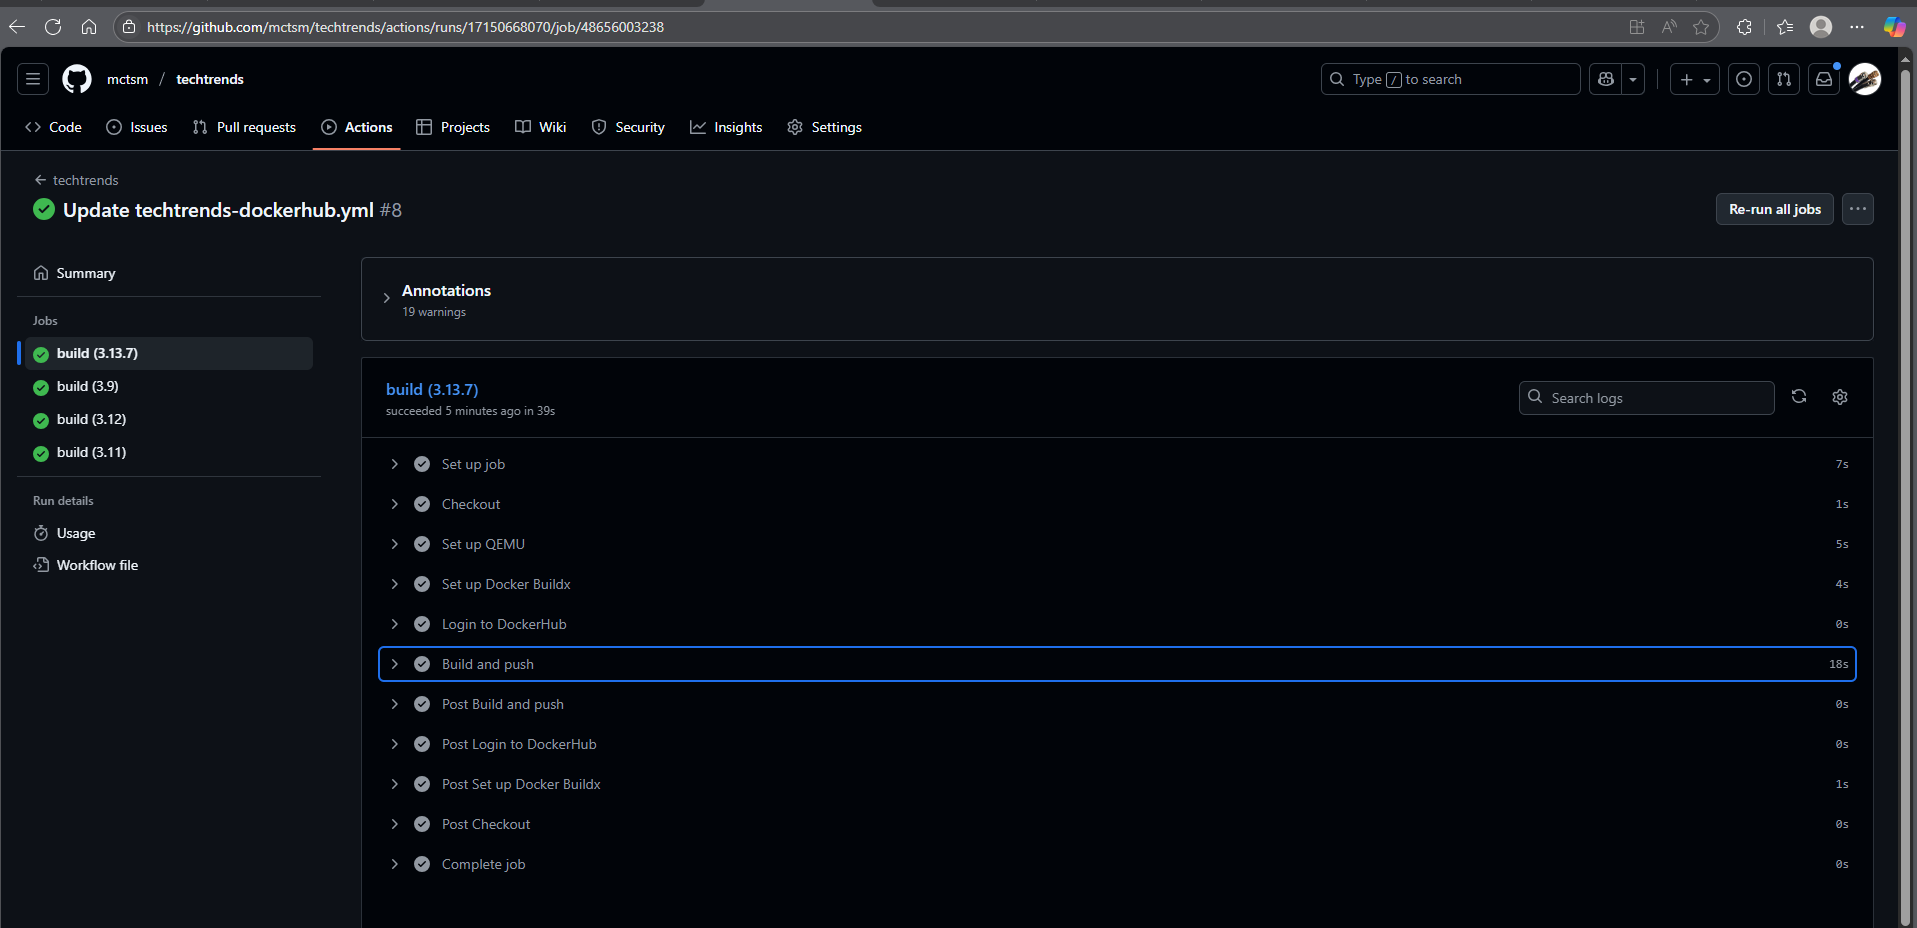 https://github.com/mctsm/techtrends/actions/runs/17150668070/job/48656003238
mctsm / techtrends
Type / to search
Code
Issues
Pull requests
Actions
Projects
Wiki
Security
Insights
Settings
techtrends
Update techtrends-dockerhub.yml #8
Re-run all jobs
Summary
Jobs
build (3.13.7)
build (3.9)
build (3.12)
build (3.11)
Run details
Usage
Workflow file
Annotations
19 warnings
build (3.13.7)
succeeded 5 minutes ago in 39s
Search logs
Set up job 7s
Checkout 1s
Set up QEMU 5s
Set up Docker Buildx 4s
Login to DockerHub 0s
Build and push 18s
Post Build and push 0s
Post Login to DockerHub 0s
Post Set up Docker Buildx 1s
Post Checkout 0s
Complete job 0s